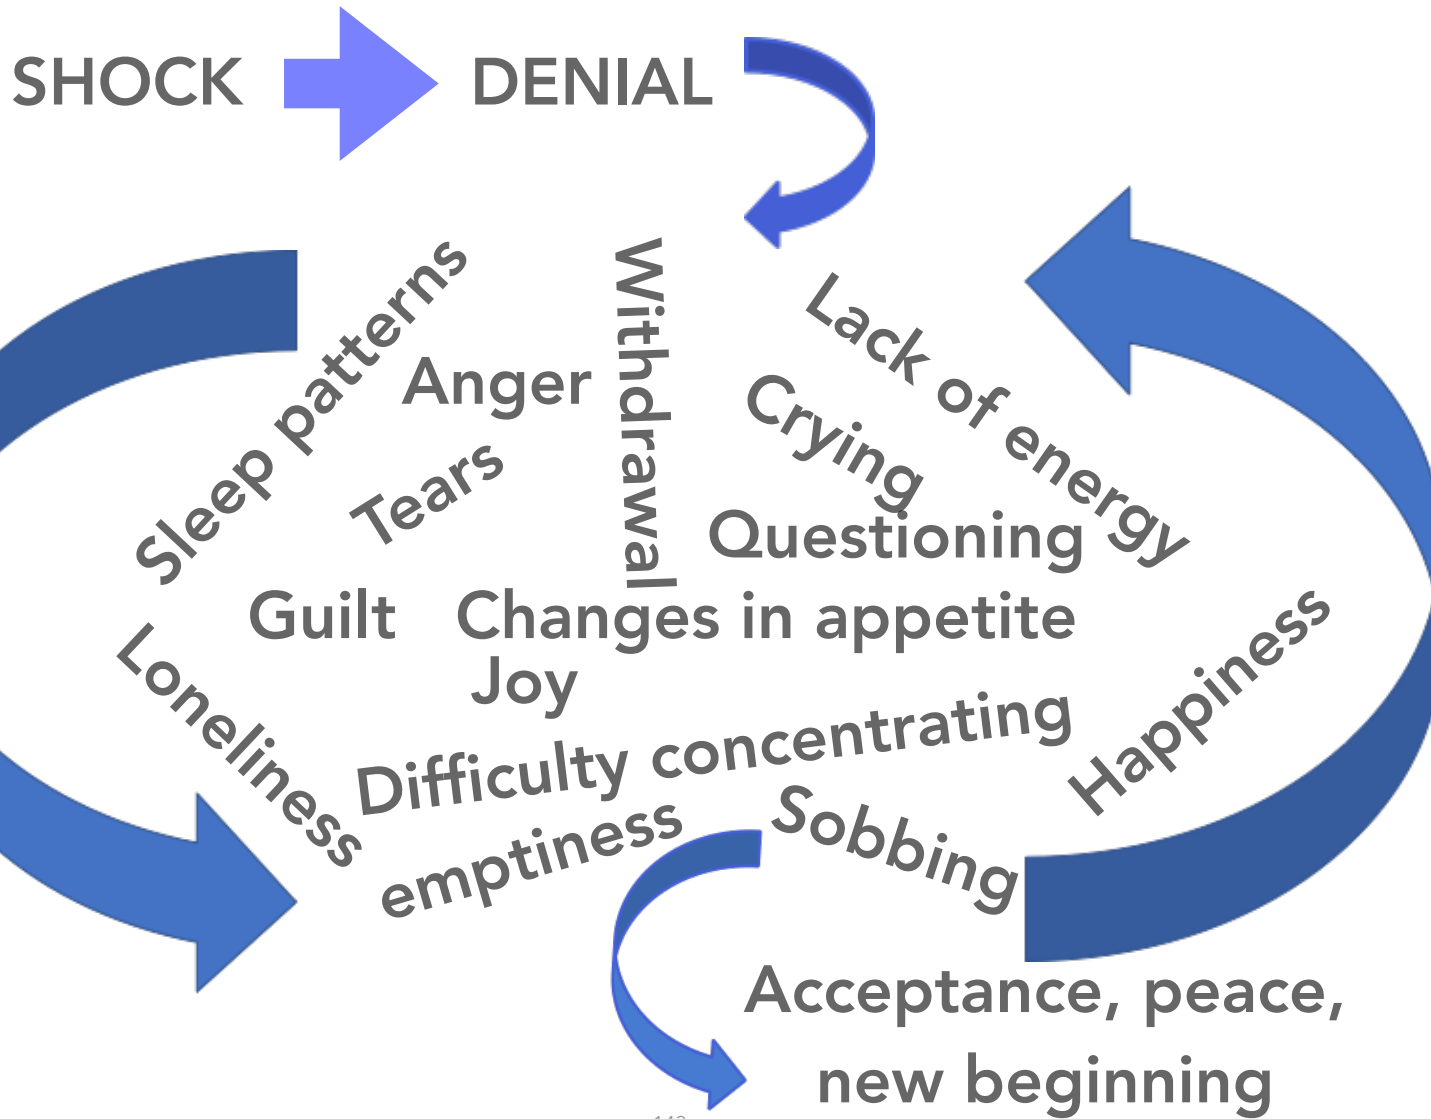 SHOCK
DENIAL
Sleep patterns
Withdrawal
Lack of energy
Anger
Crying
Tears
Questioning
Guilt
Changes in appetite
Joy
Loneliness
Happiness
Difficulty concentrating
emptiness
Sobbing
Acceptance, peace,
new beginning